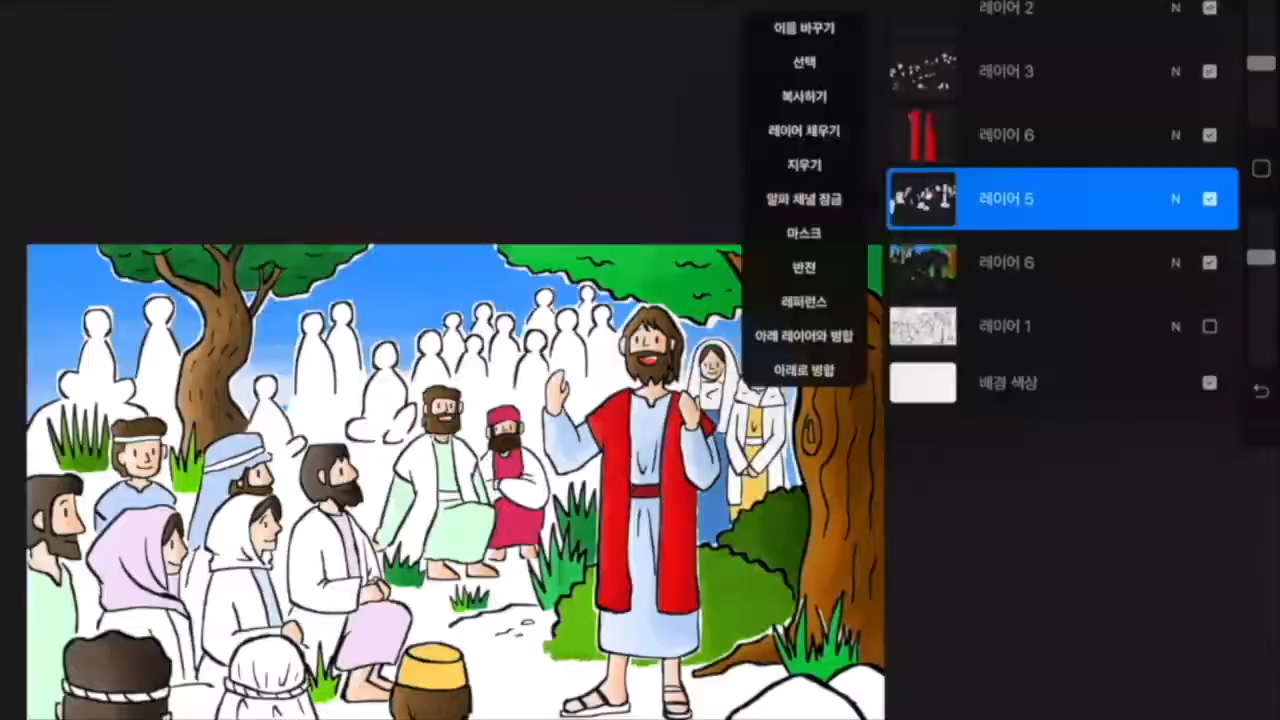 이름 바꾸기
선택
복사하기
레이어 채우기
지우기
알파 채널 잠금
마스크
반전
레퍼런스
아래 레이어와 병합
아래로 병합
레이어 2 N
레이어 3 N
레이어 6 N
레이어 5 N
레이어 6 N
레이어 1 N
배경 색상